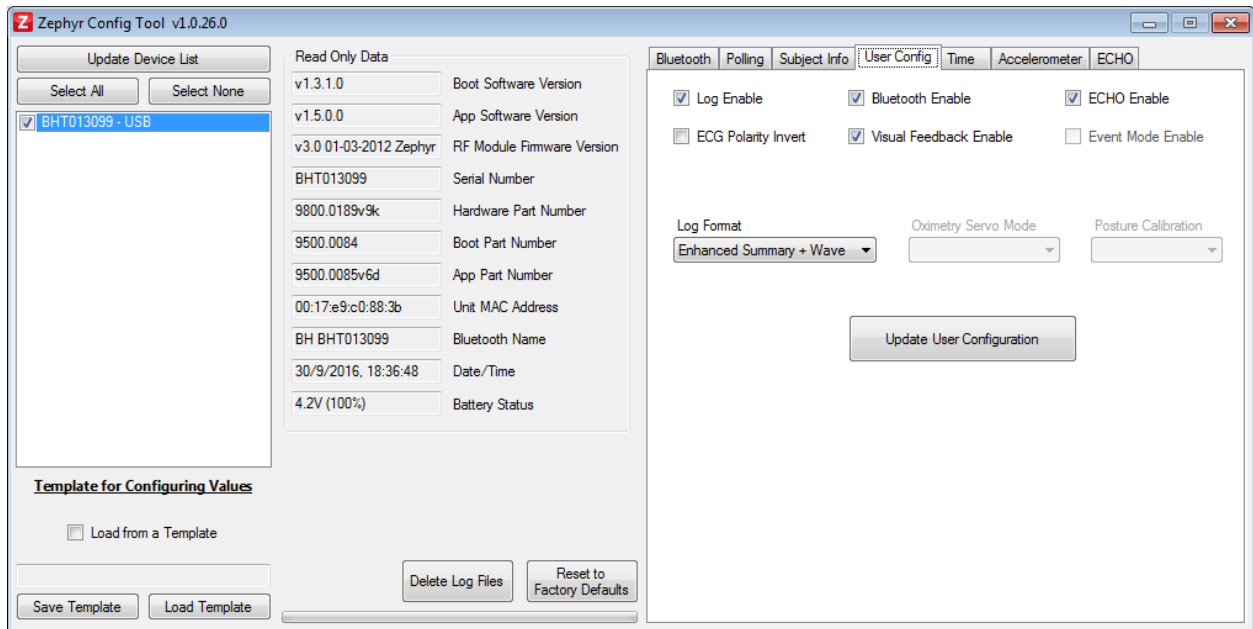 Z Zephyr Config Tool v1.0.26.0
Update Device List
Select All Select None
BHT013099 - USB
Template for Configuring Values
Load from a Template
Save Template Load Template
Read Only Data
v1.3.1.0 Boot Software Version
v1.5.0.0 App Software Version
v3.0 01-03-2012 Zephyr RF Module Firmware Version
BHT013099 Serial Number
9800.0189v9k Hardware Part Number
9500.0084 Boot Part Number
9500.0085v6d App Part Number
00:17:e9:c0:88:3b Unit MAC Address
BH BHT013099 Bluetooth Name
30/9/2016, 18:36:48 Date/Time
4.2V (100%) Battery Status
Delete Log Files
Reset to
Factory Defaults
Bluetooth Polling Subject Info User Config Time Accelerometer ECHO
Log Enable Bluetooth Enable ECHO Enable
ECG Polarity Invert Visual Feedback Enable Event Mode Enable
Log Format Oximetry Servo Mode Posture Calibration
Enhanced Summary + Wave
Update User Configuration